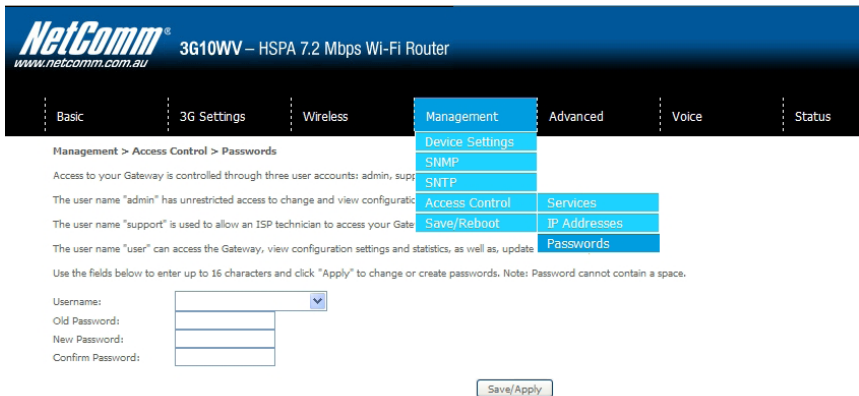 NetComm®
www.netcomm.com.au
3G10WV – HSPA 7.2 Mbps Wi-Fi Router
Basic
3G Settings
Wireless
Management
Advanced
Voice
Status
Device Settings
SNMP
SNTP
Access Control
Save/Reboot
Services
IP Addresses
Passwords
Management > Access Control > Passwords
Access to your Gateway is controlled through three user accounts: admin,
The user name "admin" has unrestricted access to change and view
The user name "support" is used to allow an ISP technician to access your
The user name "user" can access the Gateway, view configuration settings and statistics, as well as, update
Use the fields below to enter up to 16 characters and click "Apply" to change or create passwords. Note: Password cannot contain a space.
Username:
Old Password:
New Password:
Confirm Password:
Save/Apply